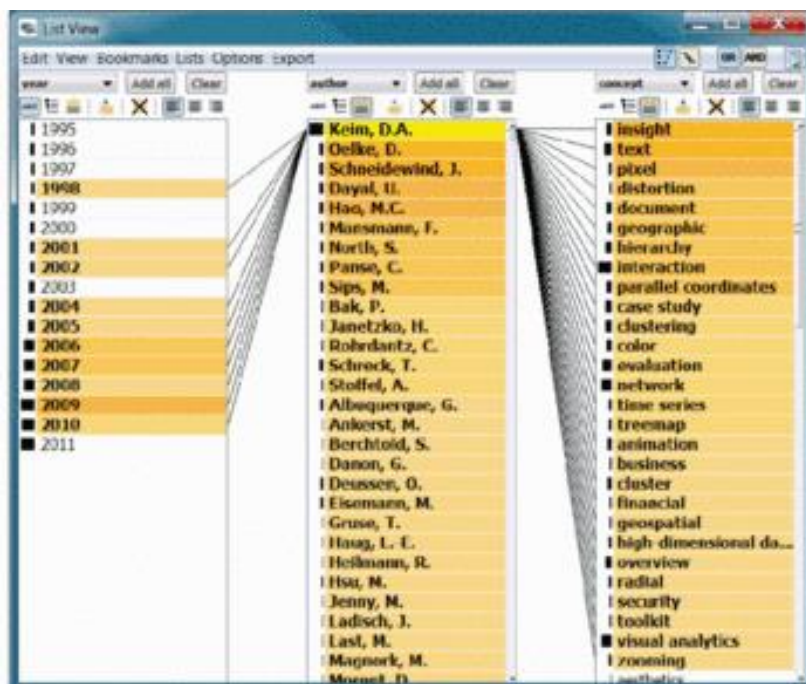 List View
Edit View Bookmarks Lists Options Export
OR AND
year Add all Clear
1995
1996
1997
1998
1999
2000
2001
2002
2003
2004
2005
2006
2007
2008
2009
2010
2011
author Add all Clear
Keim, D.A.
Oelke, D.
Schneidewind, J.
Dayal, U.
Hao, M.C.
Mansmann, F.
North, S.
Panse, C.
Sips, M.
Bak, P.
Janetzko, H.
Rohrdantz, C.
Schreck, T.
Stoffel, A.
Albuquerque, G.
Ankerst, M.
Berchtold, S.
Danon, G.
Deussen, O.
Eisemann, M.
Gruse, T.
Haug, L. E.
Heilmann, R.
Hsu, M.
Jenny, M.
Ladisch, J.
Last, M.
Magnork, M.
concept Add all Clear
insight
text
pixel
distortion
document
geographic
hierarchy
interaction
parallel coordinates
case study
clustering
color
evaluation
network
time series
treemap
animation
business
cluster
financial
geospatial
high-dimensional da...
overview
radial
security
toolkit
visual analytics
zooming
aesthetics